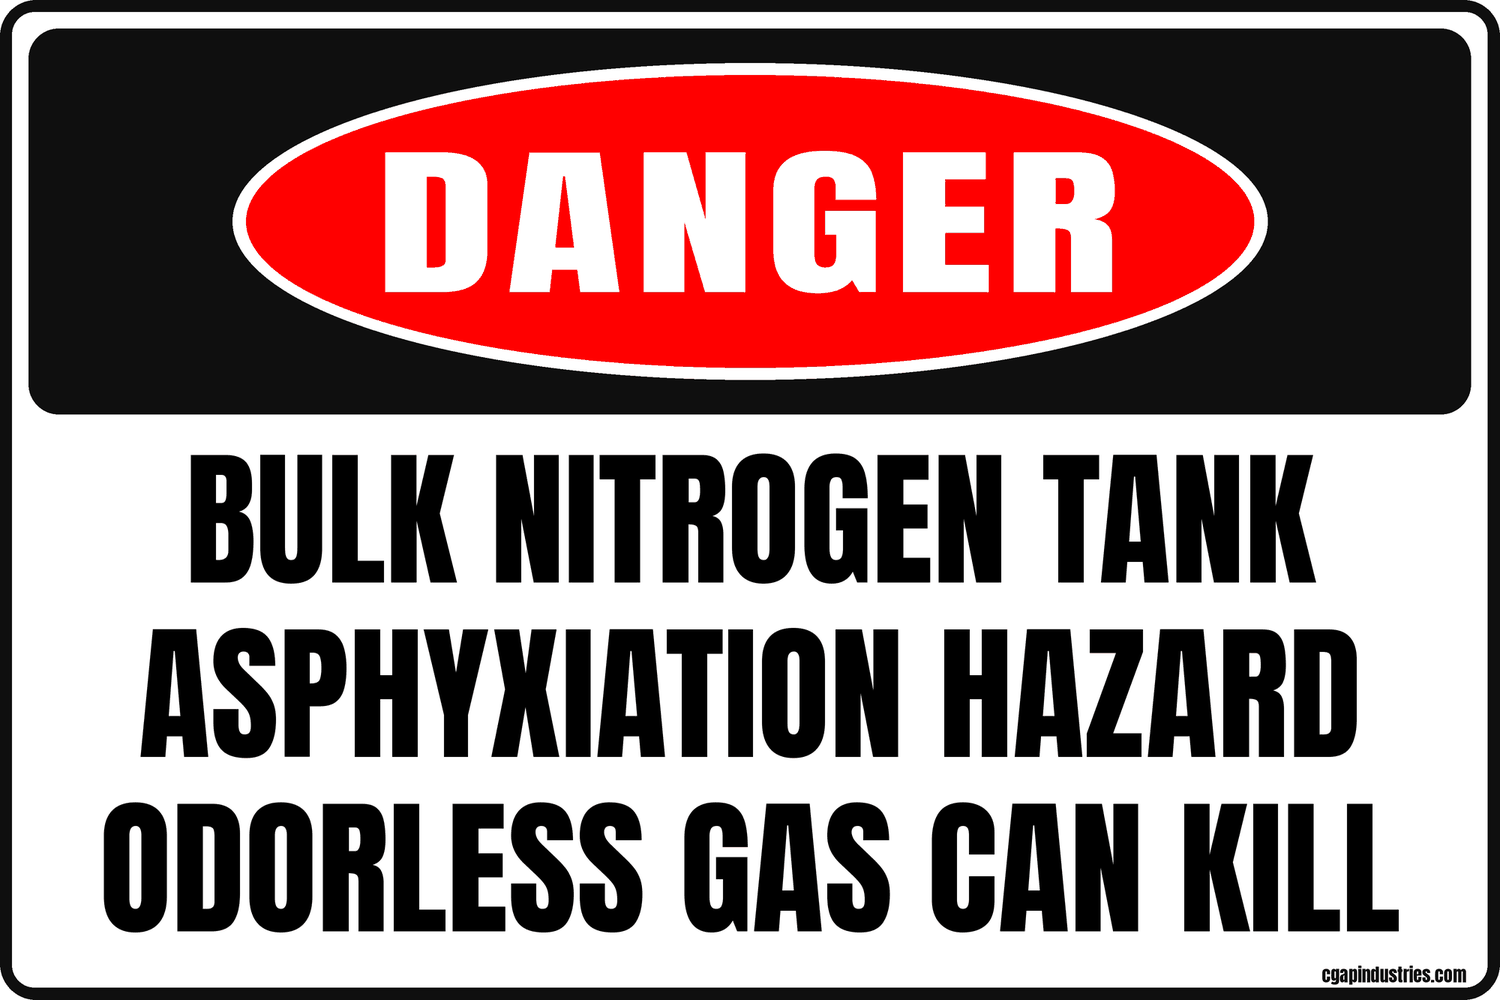 DANGER
BULK NITROGEN TANK
ASPHYXIATION HAZARD
ODORLESS GAS CAN KILL
cgapindustries.com